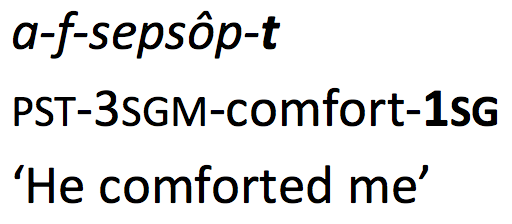 a-f-sepsôp-t
PST-3SGM-comfort-1SG
‘He comforted me’